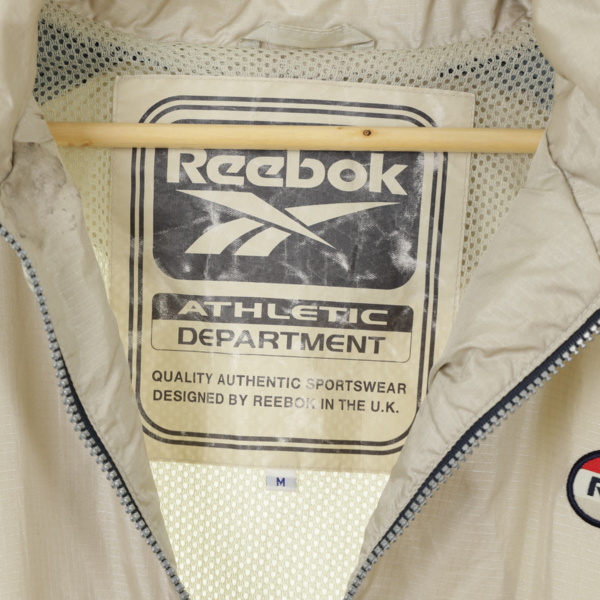 Reebok
ATHLETIC
DEPARTMENT
QUALITY AUTHENTIC SPORTSWEAR
DESIGNED BY REEBOK IN THE U.K.
M